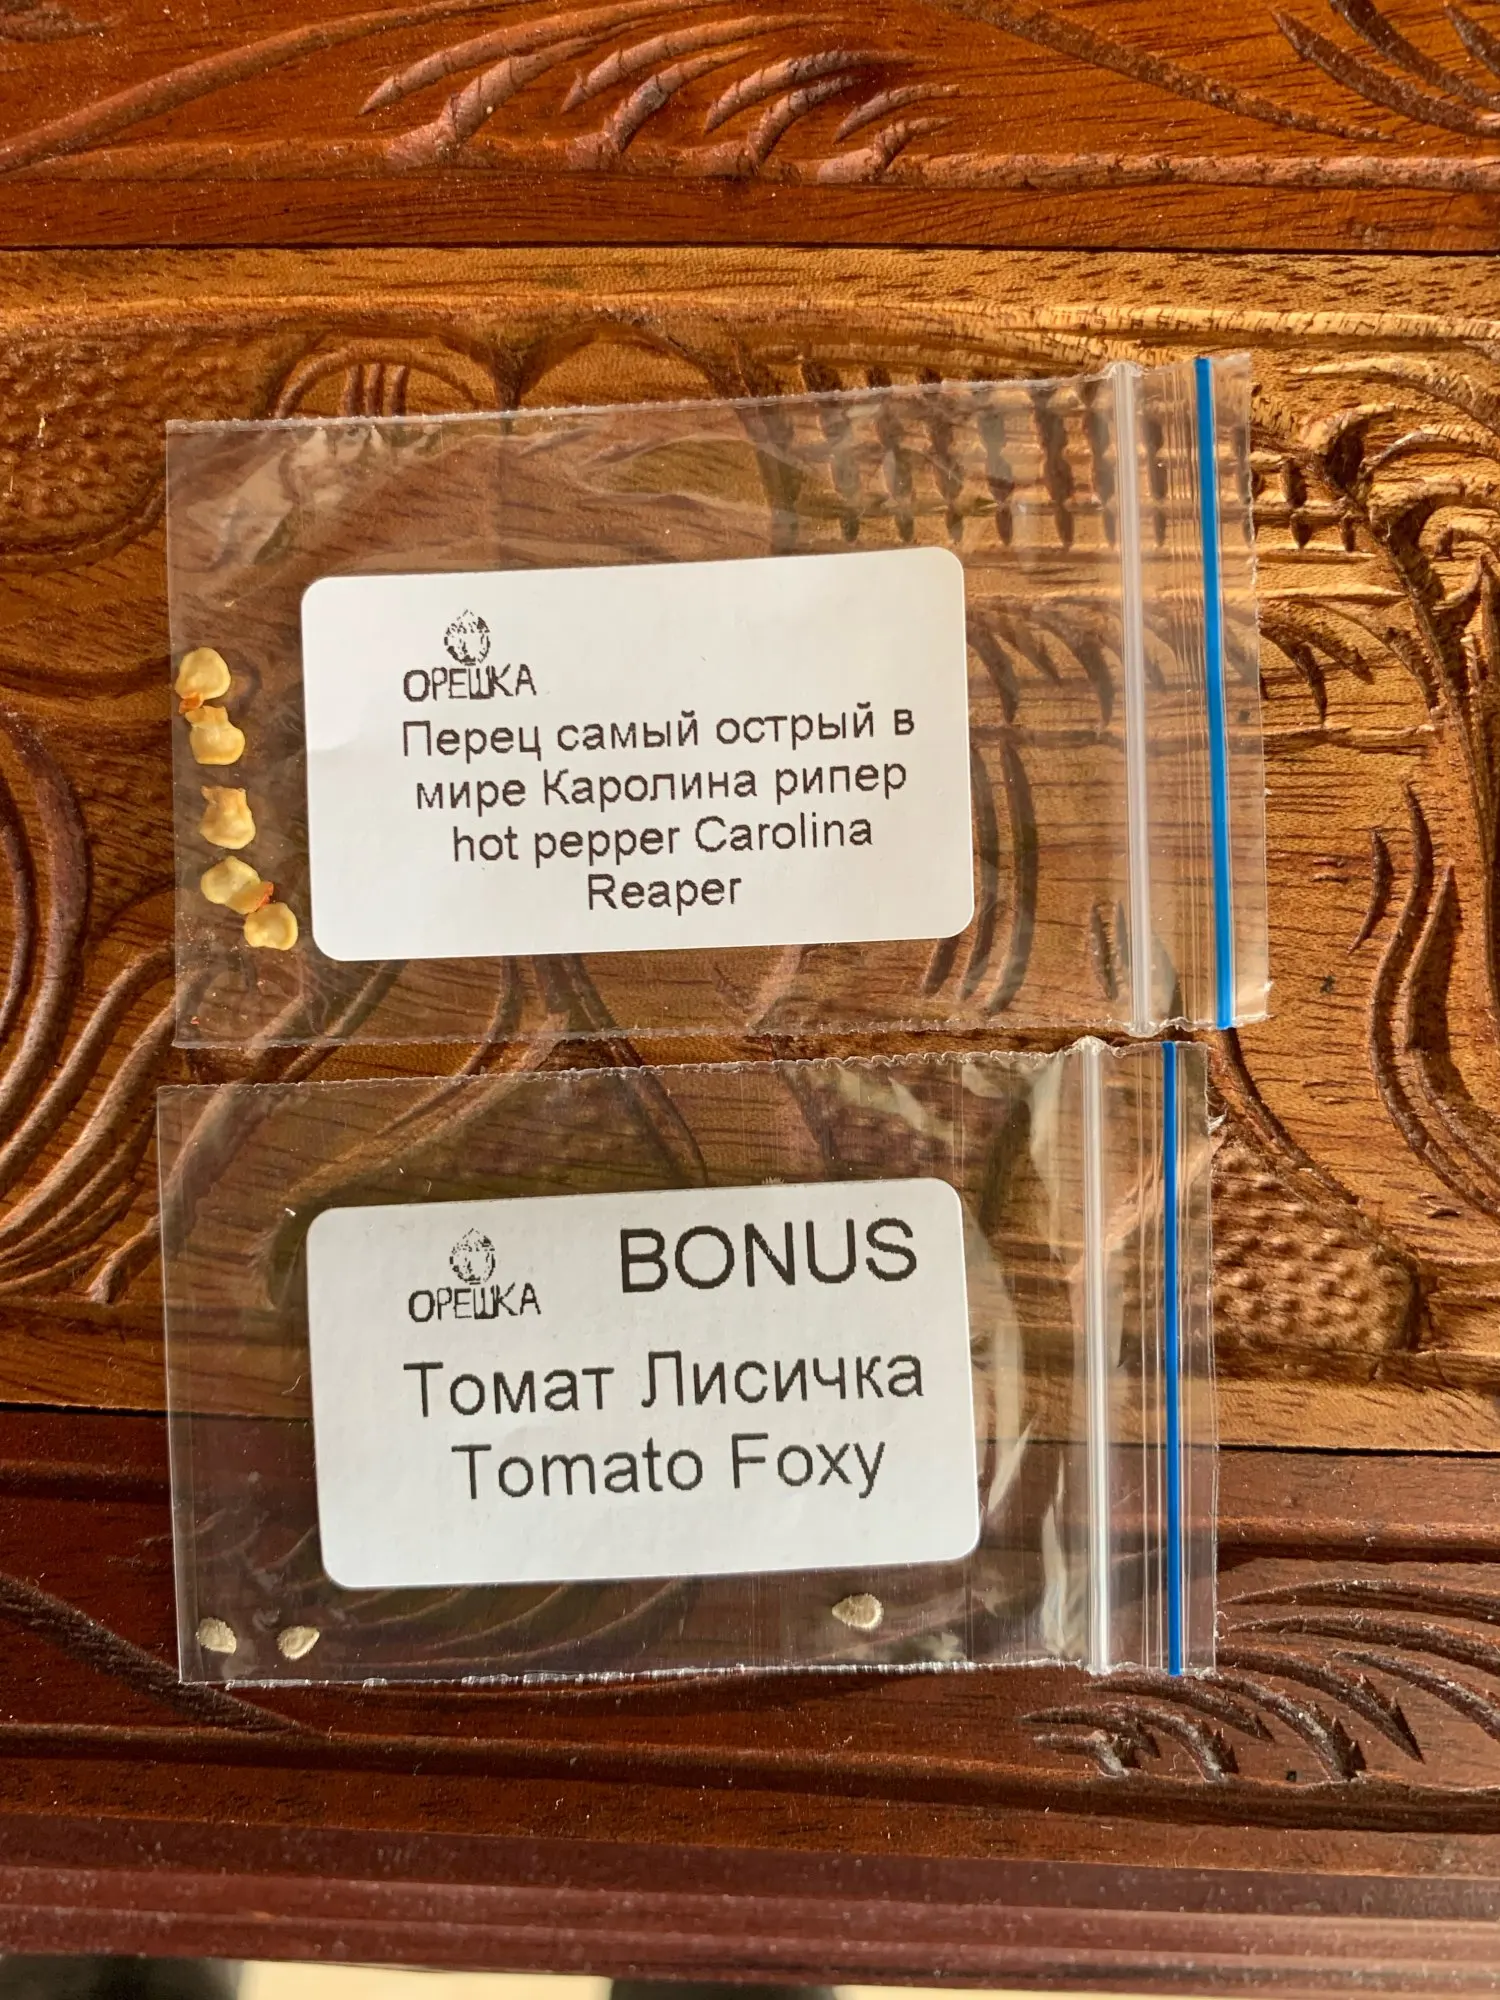 ОРЕШКА
Перец самый острый в
мире Каролина рипер
hot pepper Carolina
Reaper
ОРЕШКА BONUS
Томат Лисичка
Tomato Foxy